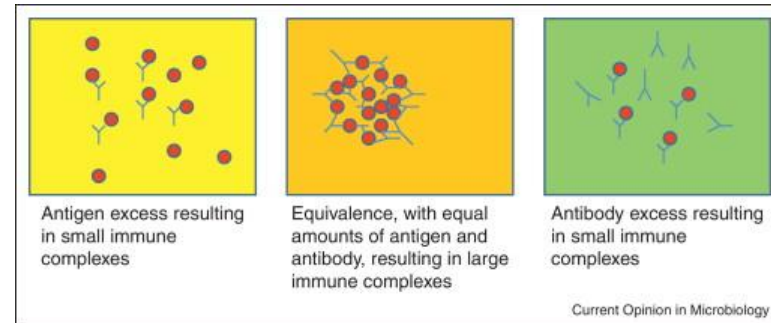 Antigen excess resulting
in small immune
complexes
Equivalence, with equal
amounts of antigen and
antibody, resulting in large
immune complexes
Antibody excess resulting
in small immune
complexes
Current Opinion in Microbiology